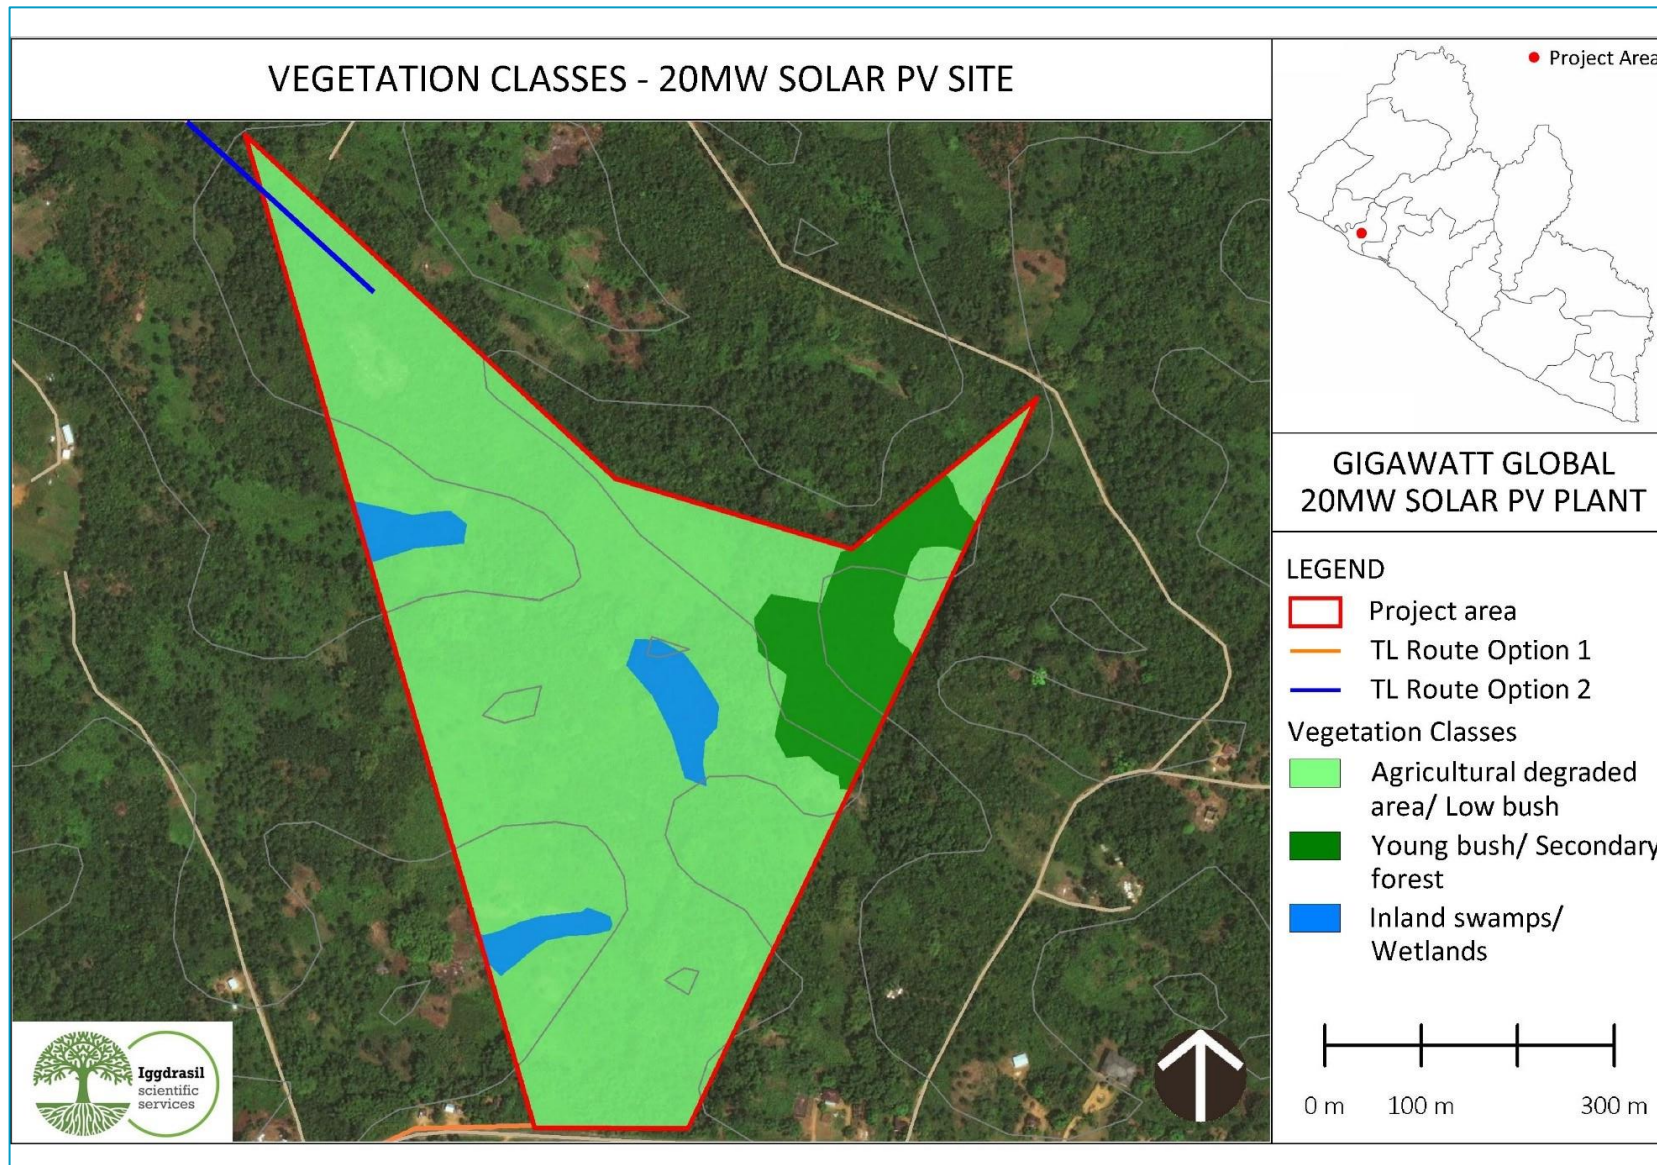 VEGETATION CLASSES - 20MW SOLAR PV SITE
Project Area
GIGAWATT GLOBAL
20MW SOLAR PV PLANT
LEGEND
Project area
TL Route Option 1
TL Route Option 2
Vegetation Classes
Agricultural degraded
area/ Low bush
Young bush/ Secondary
forest
Inland swamps/
Wetlands
0 m 100 m 300 m
Iggdrasil
scientific
services